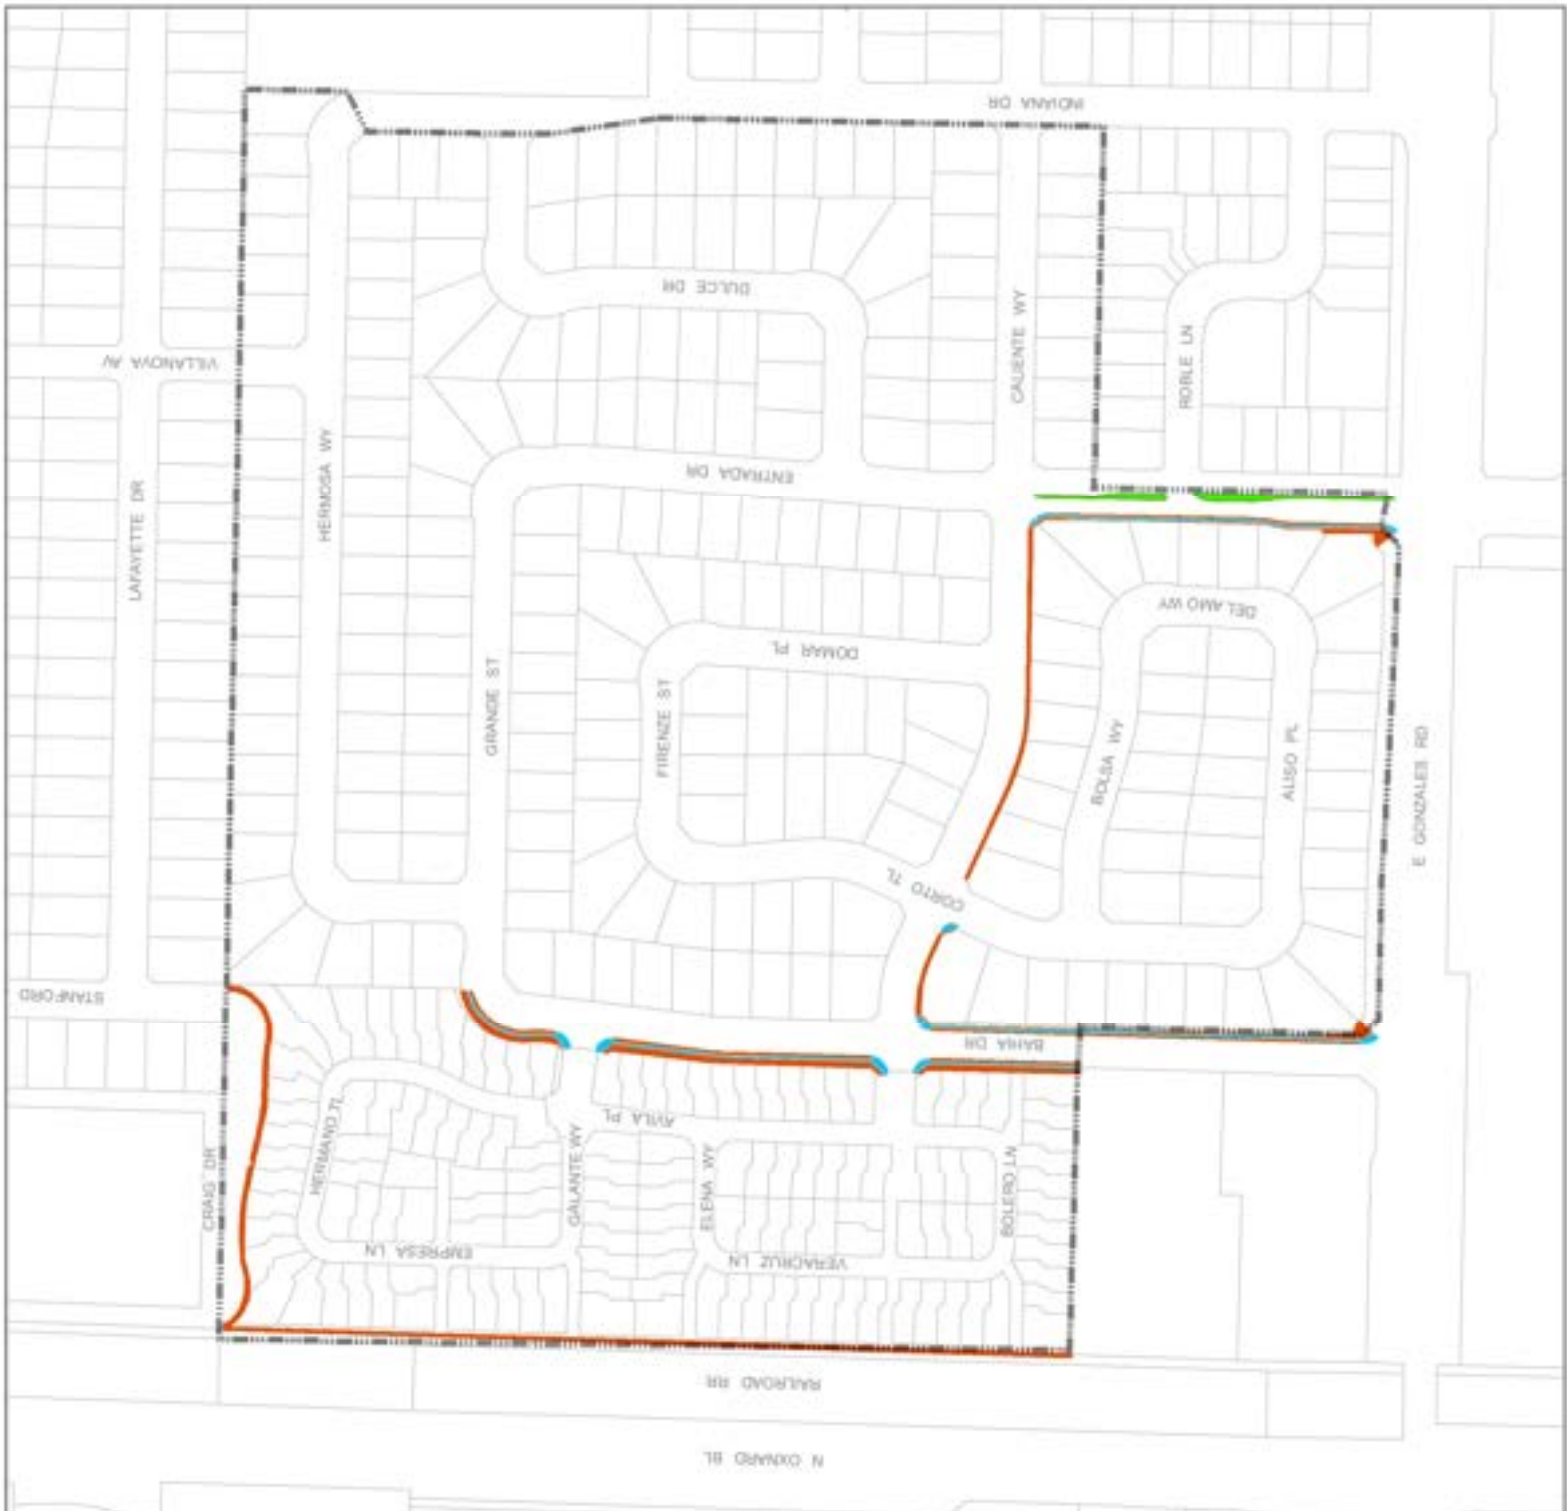 INDIANA DR
DULCE DR
CALIENTE WY
ROBLE LN
VILLANOVA AV
HERMOSA WY
ENTRADA DR
LAFAYETTE DR
DEL AMO WY
DOMAR PL
GRANDE ST
FIRENZE ST
BOLSA WY
ALISO PL
E GONZALES RD
CORTO TL
STANFORD
BAHIA DR
AVILA PL
HERMANO TL
GALANTE WY
ELENA WY
BOLERO LN
CRAIG DR
EMPRESA LN
VERACRUZ LN
RAILROAD RR
N OXNARD BL